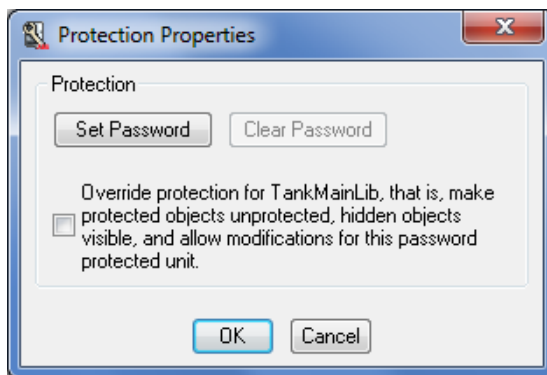 Protection Properties
Protection
Set Password
Clear Password
Override protection for TankMainLib, that is, make
protected objects unprotected, hidden objects
visible, and allow modifications for this password
protected unit.
OK
Cancel